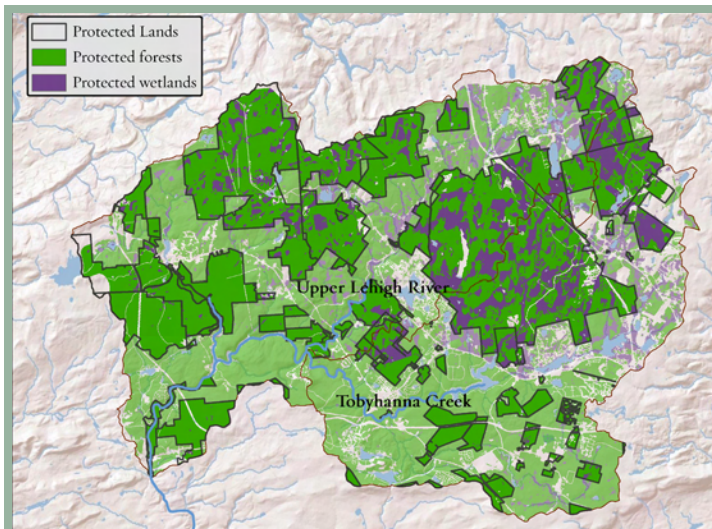 Protected Lands
Protected forests
Protected wetlands
Upper Lehigh River
Tobyhanna Creek